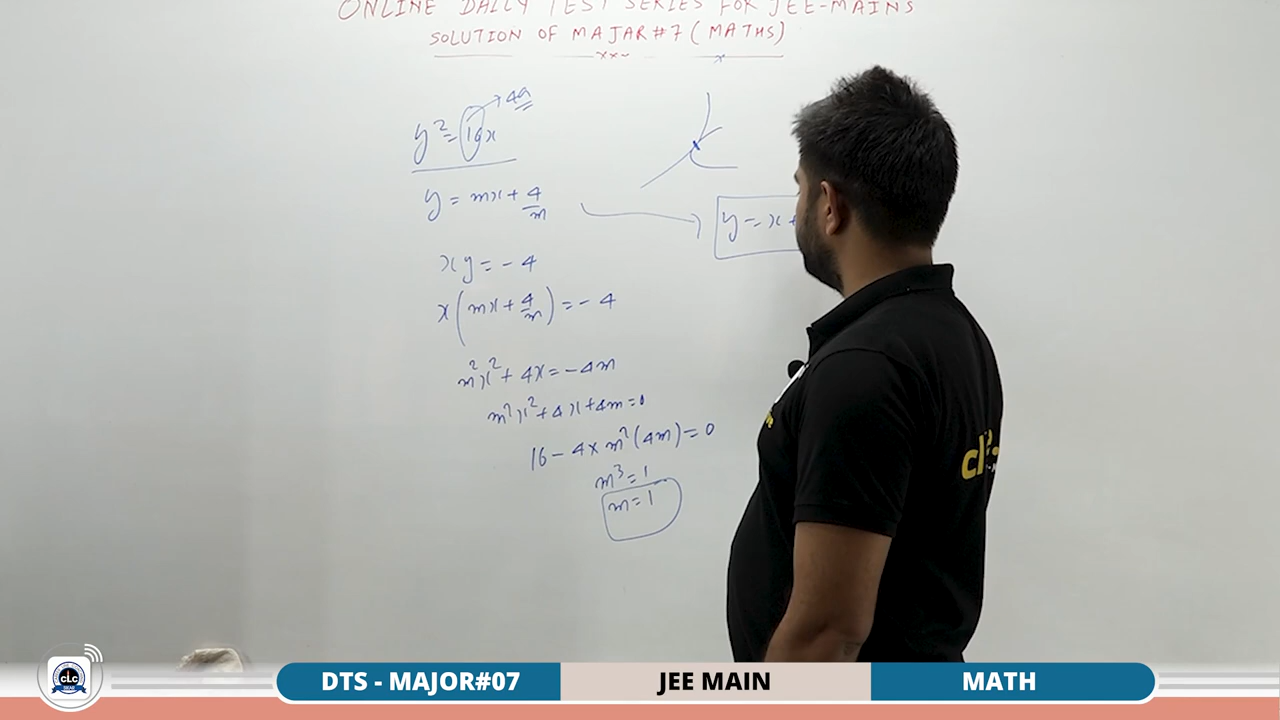 ONLINE DAILY TEST SERIES FOR JEE-MAINS
SOLUTION OF MAJAR#7 (MATHS)
4a
y²=16x
y = mx + 4/m
y = x +
xy = -4
x(mx + 4/m) = -4
m²x² + 4x = -4m
m²x² + 4x + 4m = 0
16 - 4 x m²(4m) = 0
m³ = 1
m = 1
CLC
SIKAR
DTS - MAJOR#07
JEE MAIN
MATH